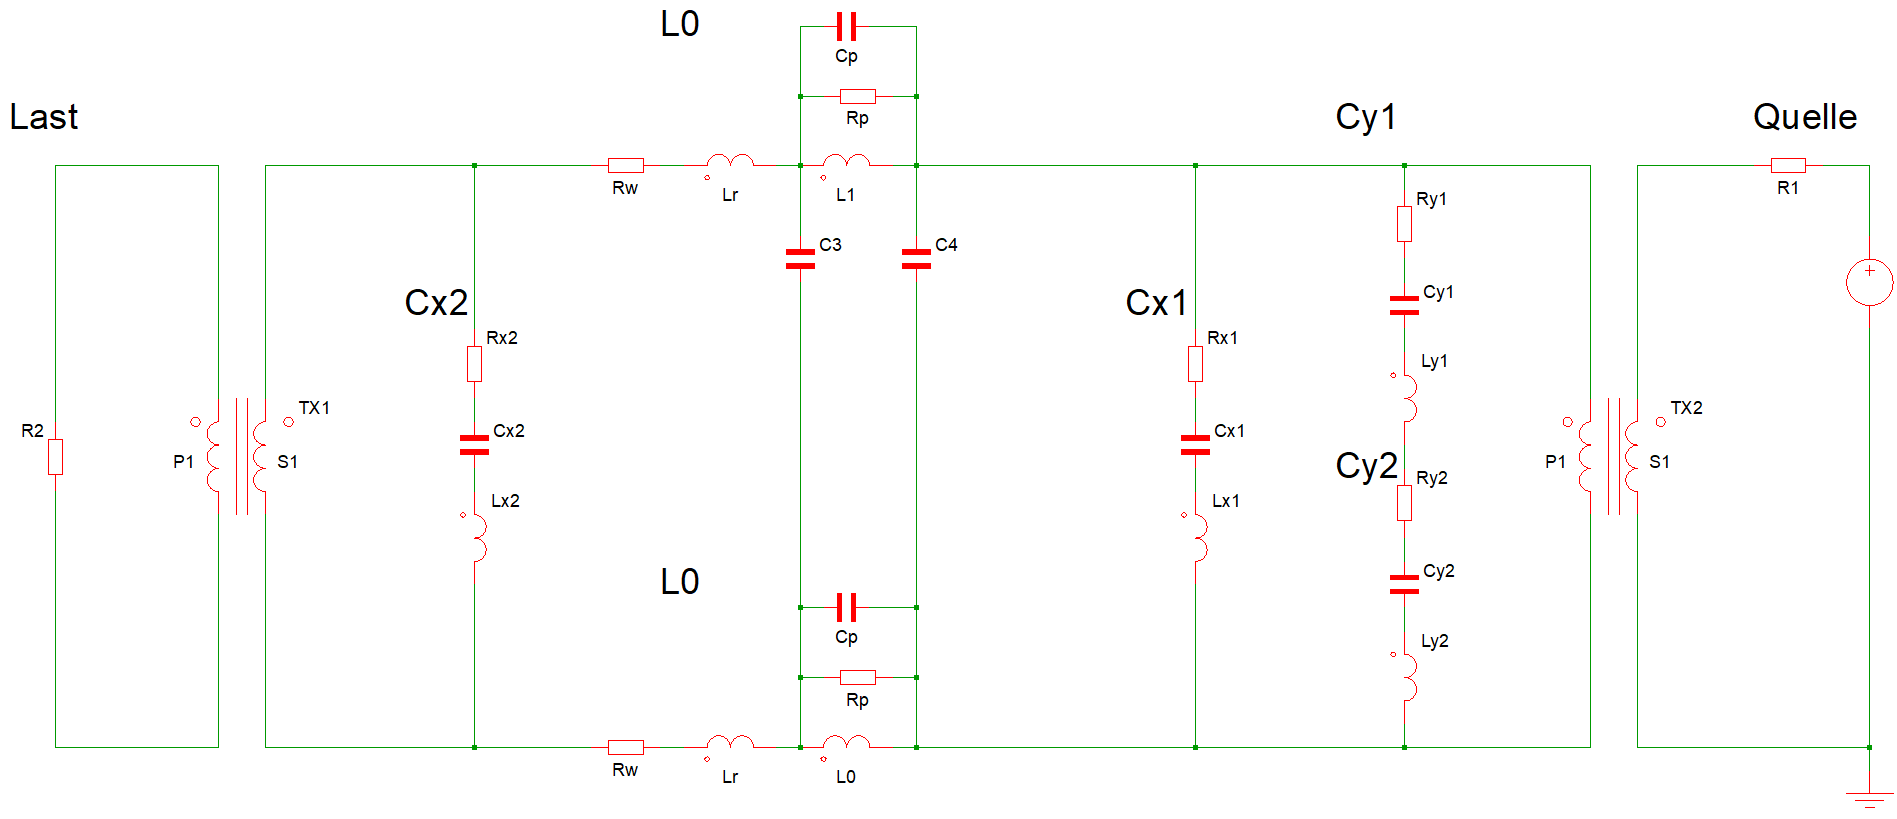 L0
Cp
Last
Rp
Cy1
Quelle
Rw
Lr
L1
Ry1
R1
C3
C4
Cx2
Cx1
Cy1
+
Rx2
Rx1
Ly1
TX1
TX2
R2
Cx2
Cx1
P1
S1
Cy2
Ry2
P1
S1
Lx2
Lx1
L0
Cy2
Cp
Ly2
Rp
Rw
Lr
L0